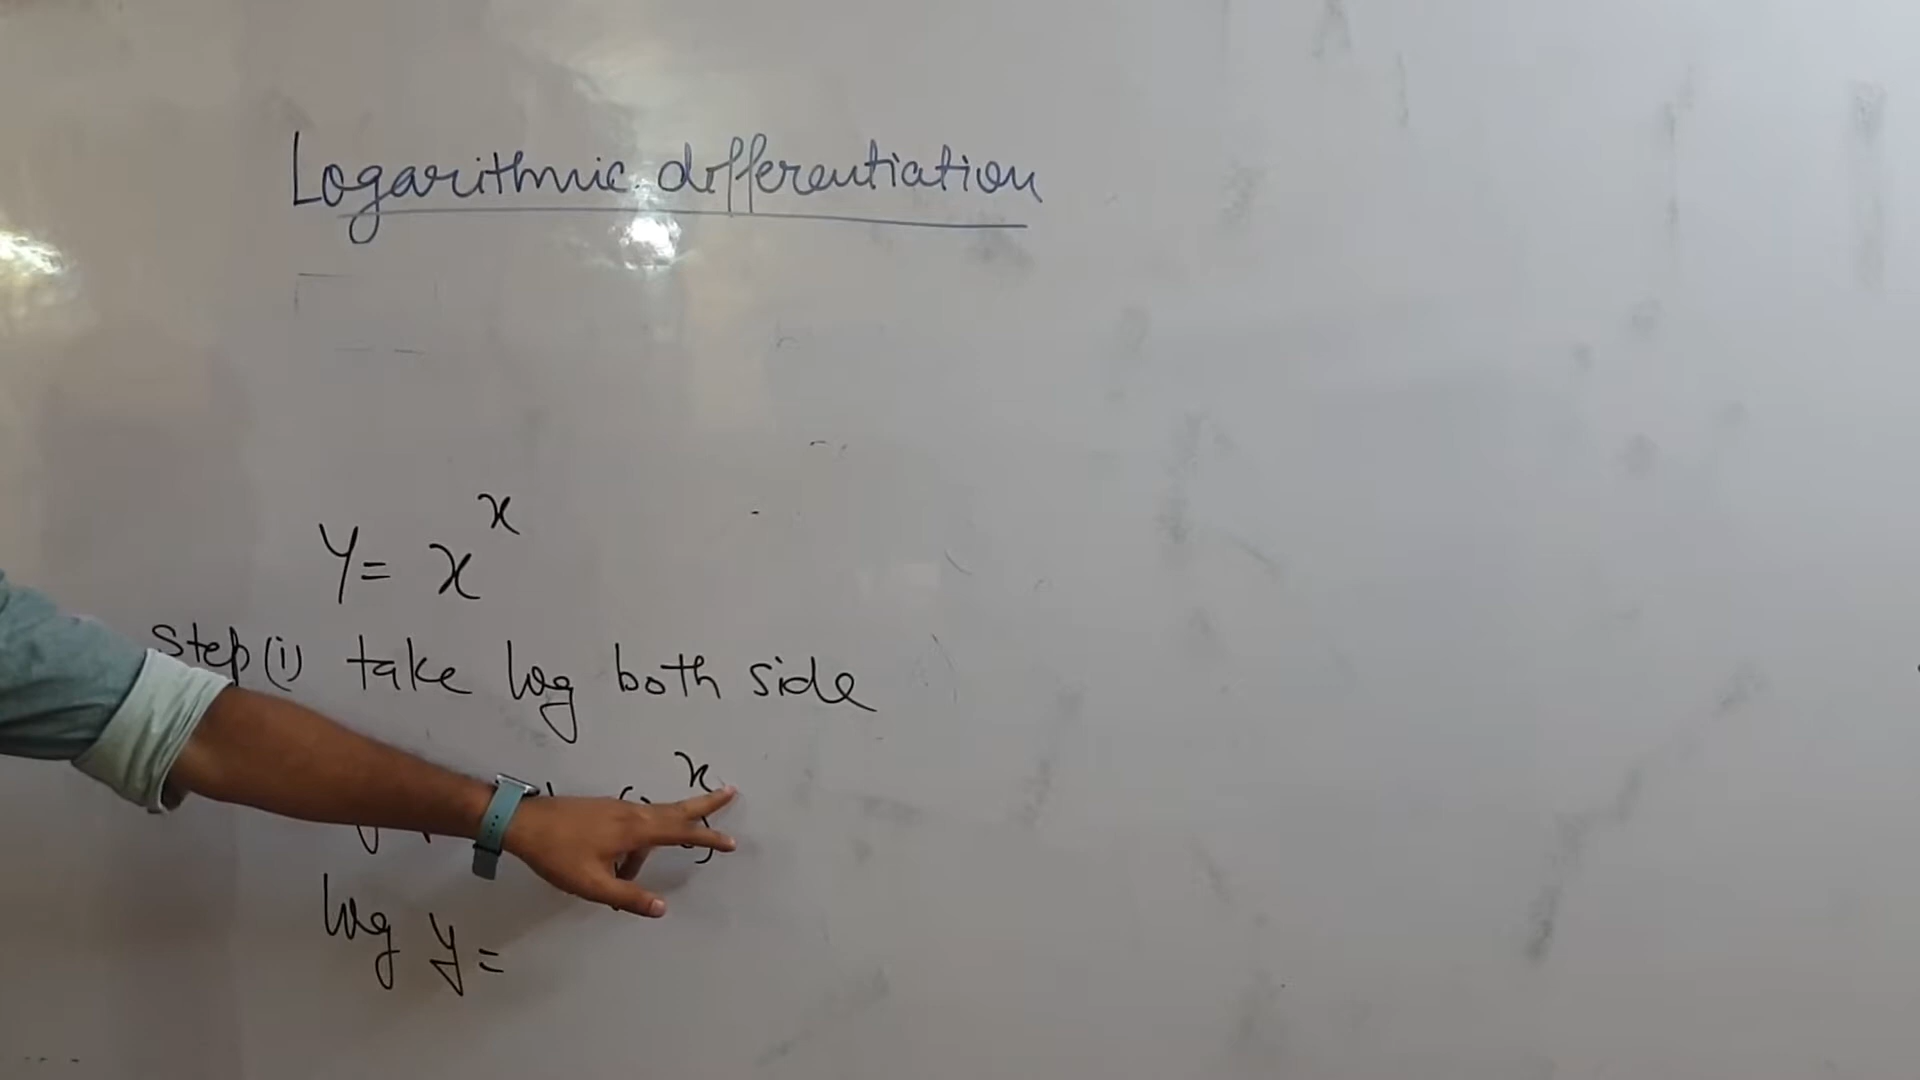 Logarithmic differentiation
Y = x^x
Step (i) take log both side
x
log y =